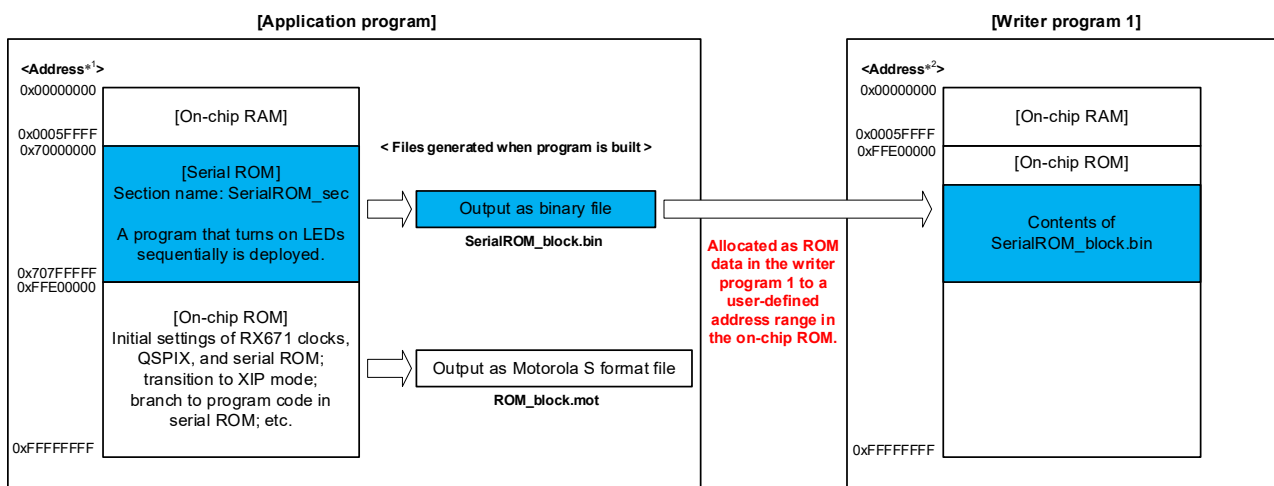 [Application program]
<Address*1>
0x00000000
[On-chip RAM]
0x0005FFFF
0x70000000
[Serial ROM]
Section name: SerialROM_sec
A program that turns on LEDs
sequentially is deployed.
0x707FFFFF
0xFFE00000
[On-chip ROM]
Initial settings of RX671 clocks,
QSPIX, and serial ROM;
transition to XIP mode;
branch to program code in
serial ROM; etc.
0xFFFFFFFF
< Files generated when program is built >
Output as binary file
SerialROM_block.bin
Output as Motorola S format file
ROM_block.mot
Allocated as ROM
data in the writer
program 1 to a
user-defined
address range in
the on-chip ROM.
[Writer program 1]
<Address*2>
0x00000000
[On-chip RAM]
0x0005FFFF
0xFFE00000
[On-chip ROM]
Contents of
SerialROM_block.bin
0xFFFFFFFF